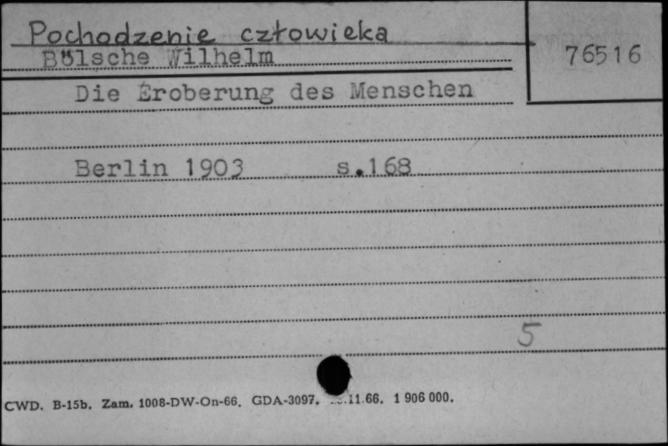 Pochodzenie człowieka
Bölsche Wilhelm
76516
Die Eroberung des Menschen
Berlin 1903 s.168
5
CWD. B-15b. Zam. 1008-DW-On-66. GDA-3097. 11.66. 1 906 000.